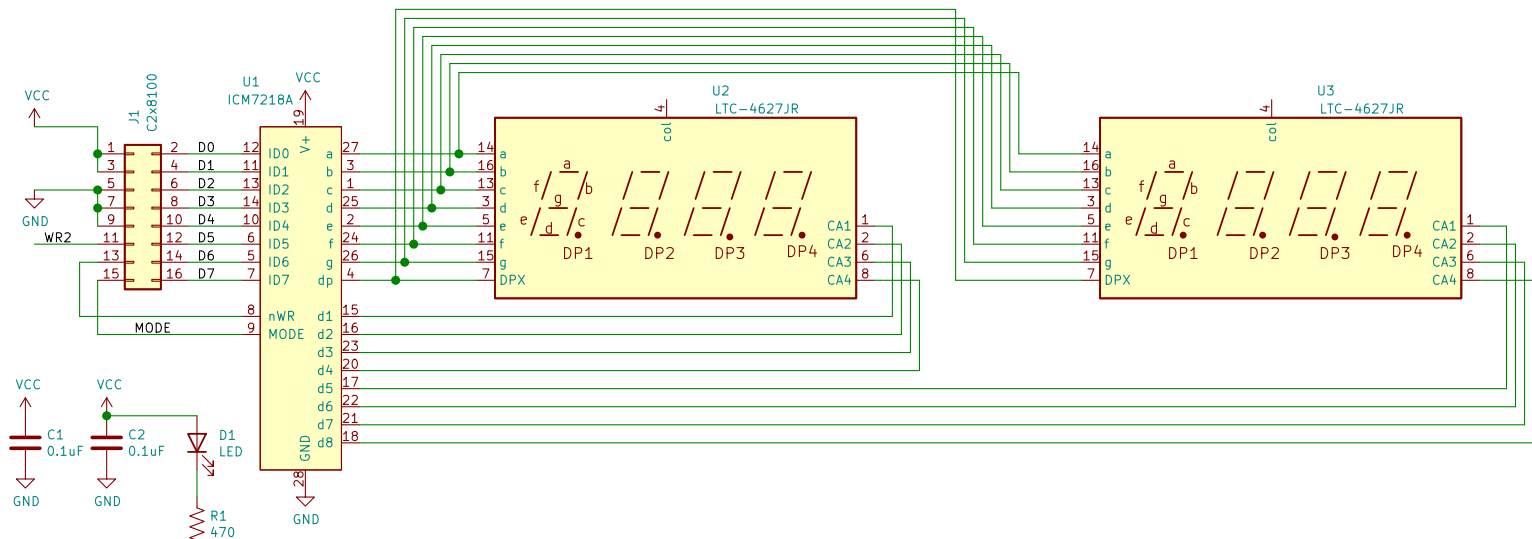 VCC
J1
C2x8100
1 2 D0
3 4 D1
5 6 D2
7 8 D3
9 10 D4
11 12 D5
13 14 D6
15 16 D7
GND
WR2
MODE
U1
ICM7218A
VCC
19
V+
12 ID0 a 27
11 ID1 b 3
13 ID2 c 1
14 ID3 d 25
10 ID4 e 2
6 ID5 f 24
5 ID6 g 26
7 ID7 dp 4
8 nWR d1 15
9 MODE d2 16
d3 23
d4 20
d5 17
d6 22
d7 21
d8 18
GND
28
GND
U2
LTC-4627JR
4
col
14 a
16 b
13 c
3 d
5 e
11 f
15 g
7 DPX
a
f b
g
e c
d
DP1 DP2 DP3 DP4
CA1 1
CA2 2
CA3 6
CA4 8
U3
LTC-4627JR
4
col
14 a
16 b
13 c
3 d
5 e
11 f
15 g
7 DPX
a
f b
g
e c
d
DP1 DP2 DP3 DP4
CA1 1
CA2 2
CA3 6
CA4 8
VCC
C1
0.1uF
GND
VCC
C2
0.1uF
GND
D1
LED
R1
470